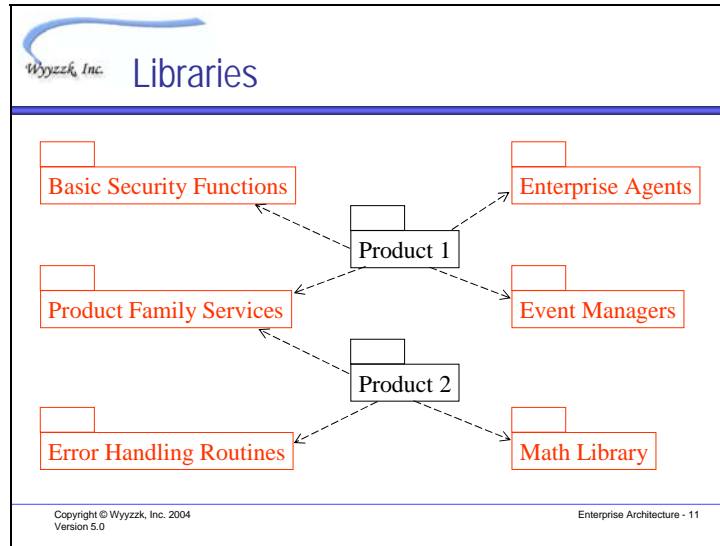 Wyyzzk, Inc.
Libraries
Basic Security Functions
Enterprise Agents
Product 1
Product Family Services
Event Managers
Product 2
Error Handling Routines
Math Library
Copyright © Wyyzzk, Inc. 2004
Version 5.0
Enterprise Architecture - 11